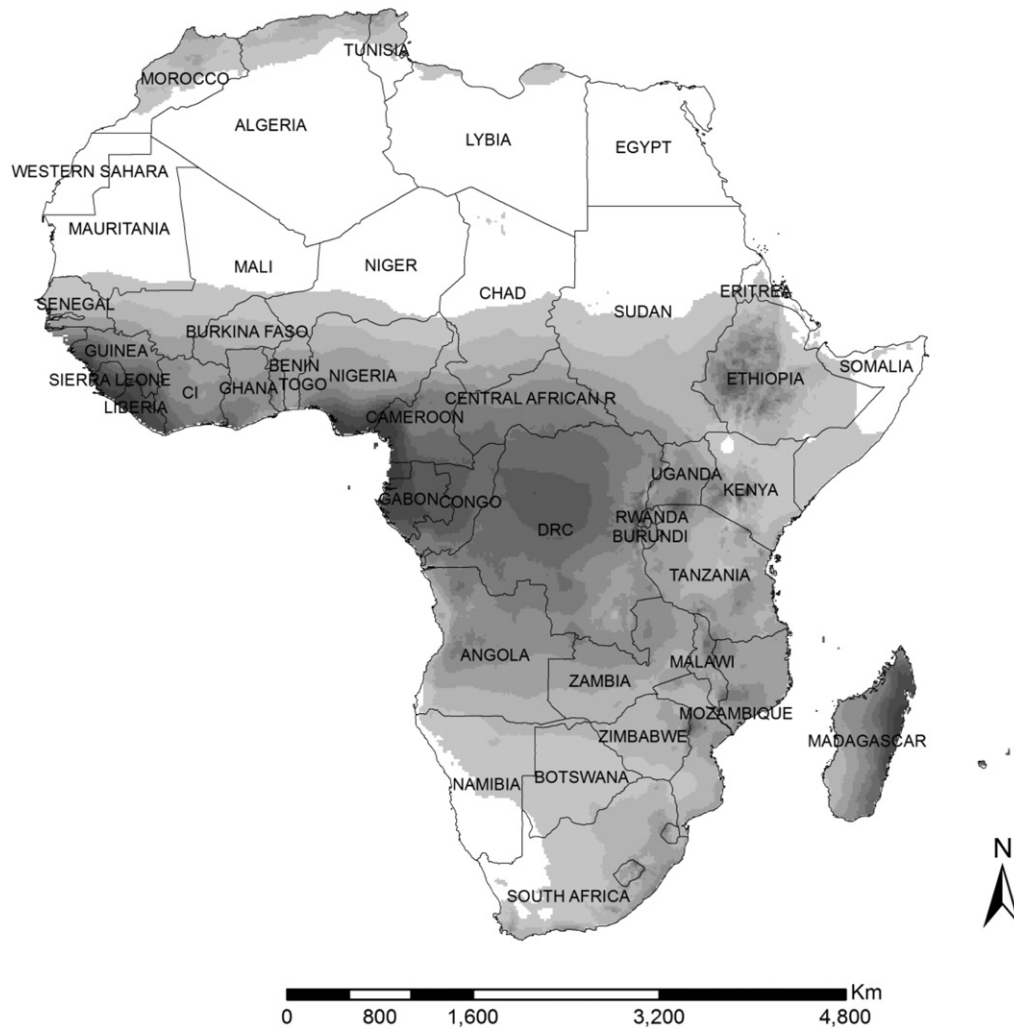 TUNISIA
MOROCCO
ALGERIA
LYBIA
EGYPT
WESTERN SAHARA
MAURITANIA
MALI
NIGER
CHAD
SUDAN
ERITREA
SENEGAL
BURKINA FASO
GUINEA
BENIN
NIGERIA
SOMALIA
SIERRA LEONE
CI
GHANA
TOGO
ETHIOPIA
LIBERIA
CAMEROON
CENTRAL AFRICAN R
UGANDA
KENYA
GABON
CONGO
DRC
RWANDA
BURUNDI
TANZANIA
ANGOLA
MALAWI
ZAMBIA
MOZAMBIQUE
ZIMBABWE
MADAGASCAR
NAMIBIA
BOTSWANA
N
SOUTH AFRICA
Km
0 800 1,600 3,200 4,800